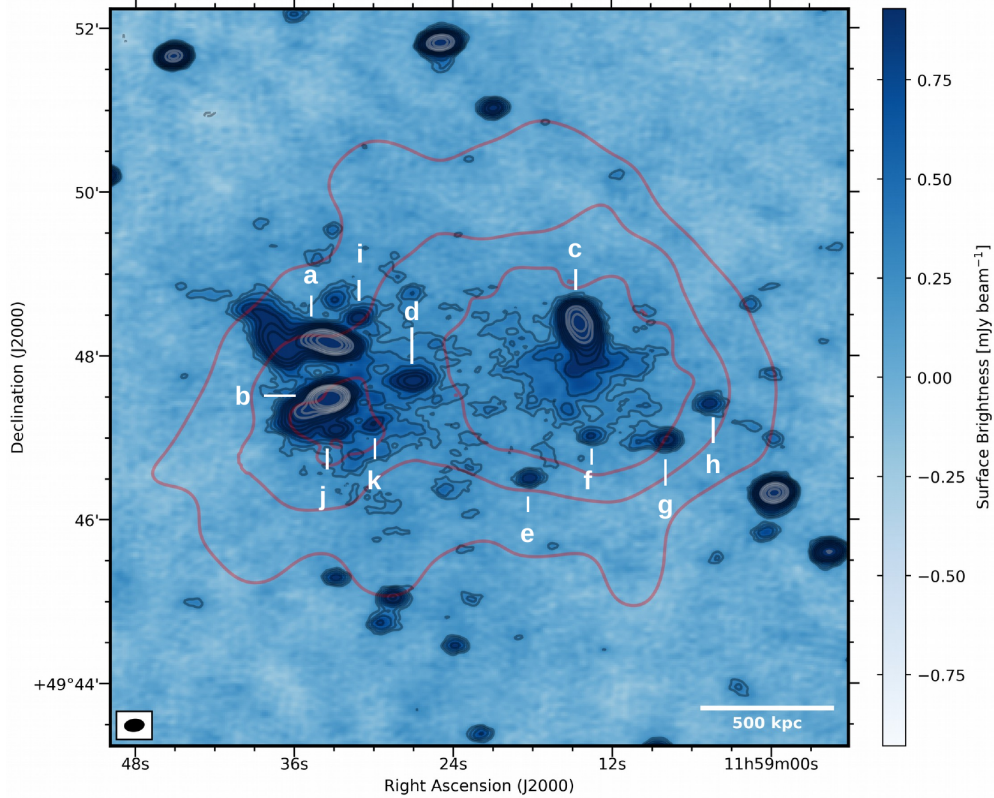 52'
50'
48'
46'
+49°44'
Declination (J2000)
48s
36s
24s
12s
11h59m00s
Right Ascension (J2000)
a
i
c
d
b
j
k
e
f
g
h
500 kpc
0.75
0.50
0.25
0.00
−0.25
−0.50
−0.75
Surface Brightness [mJy beam⁻¹]